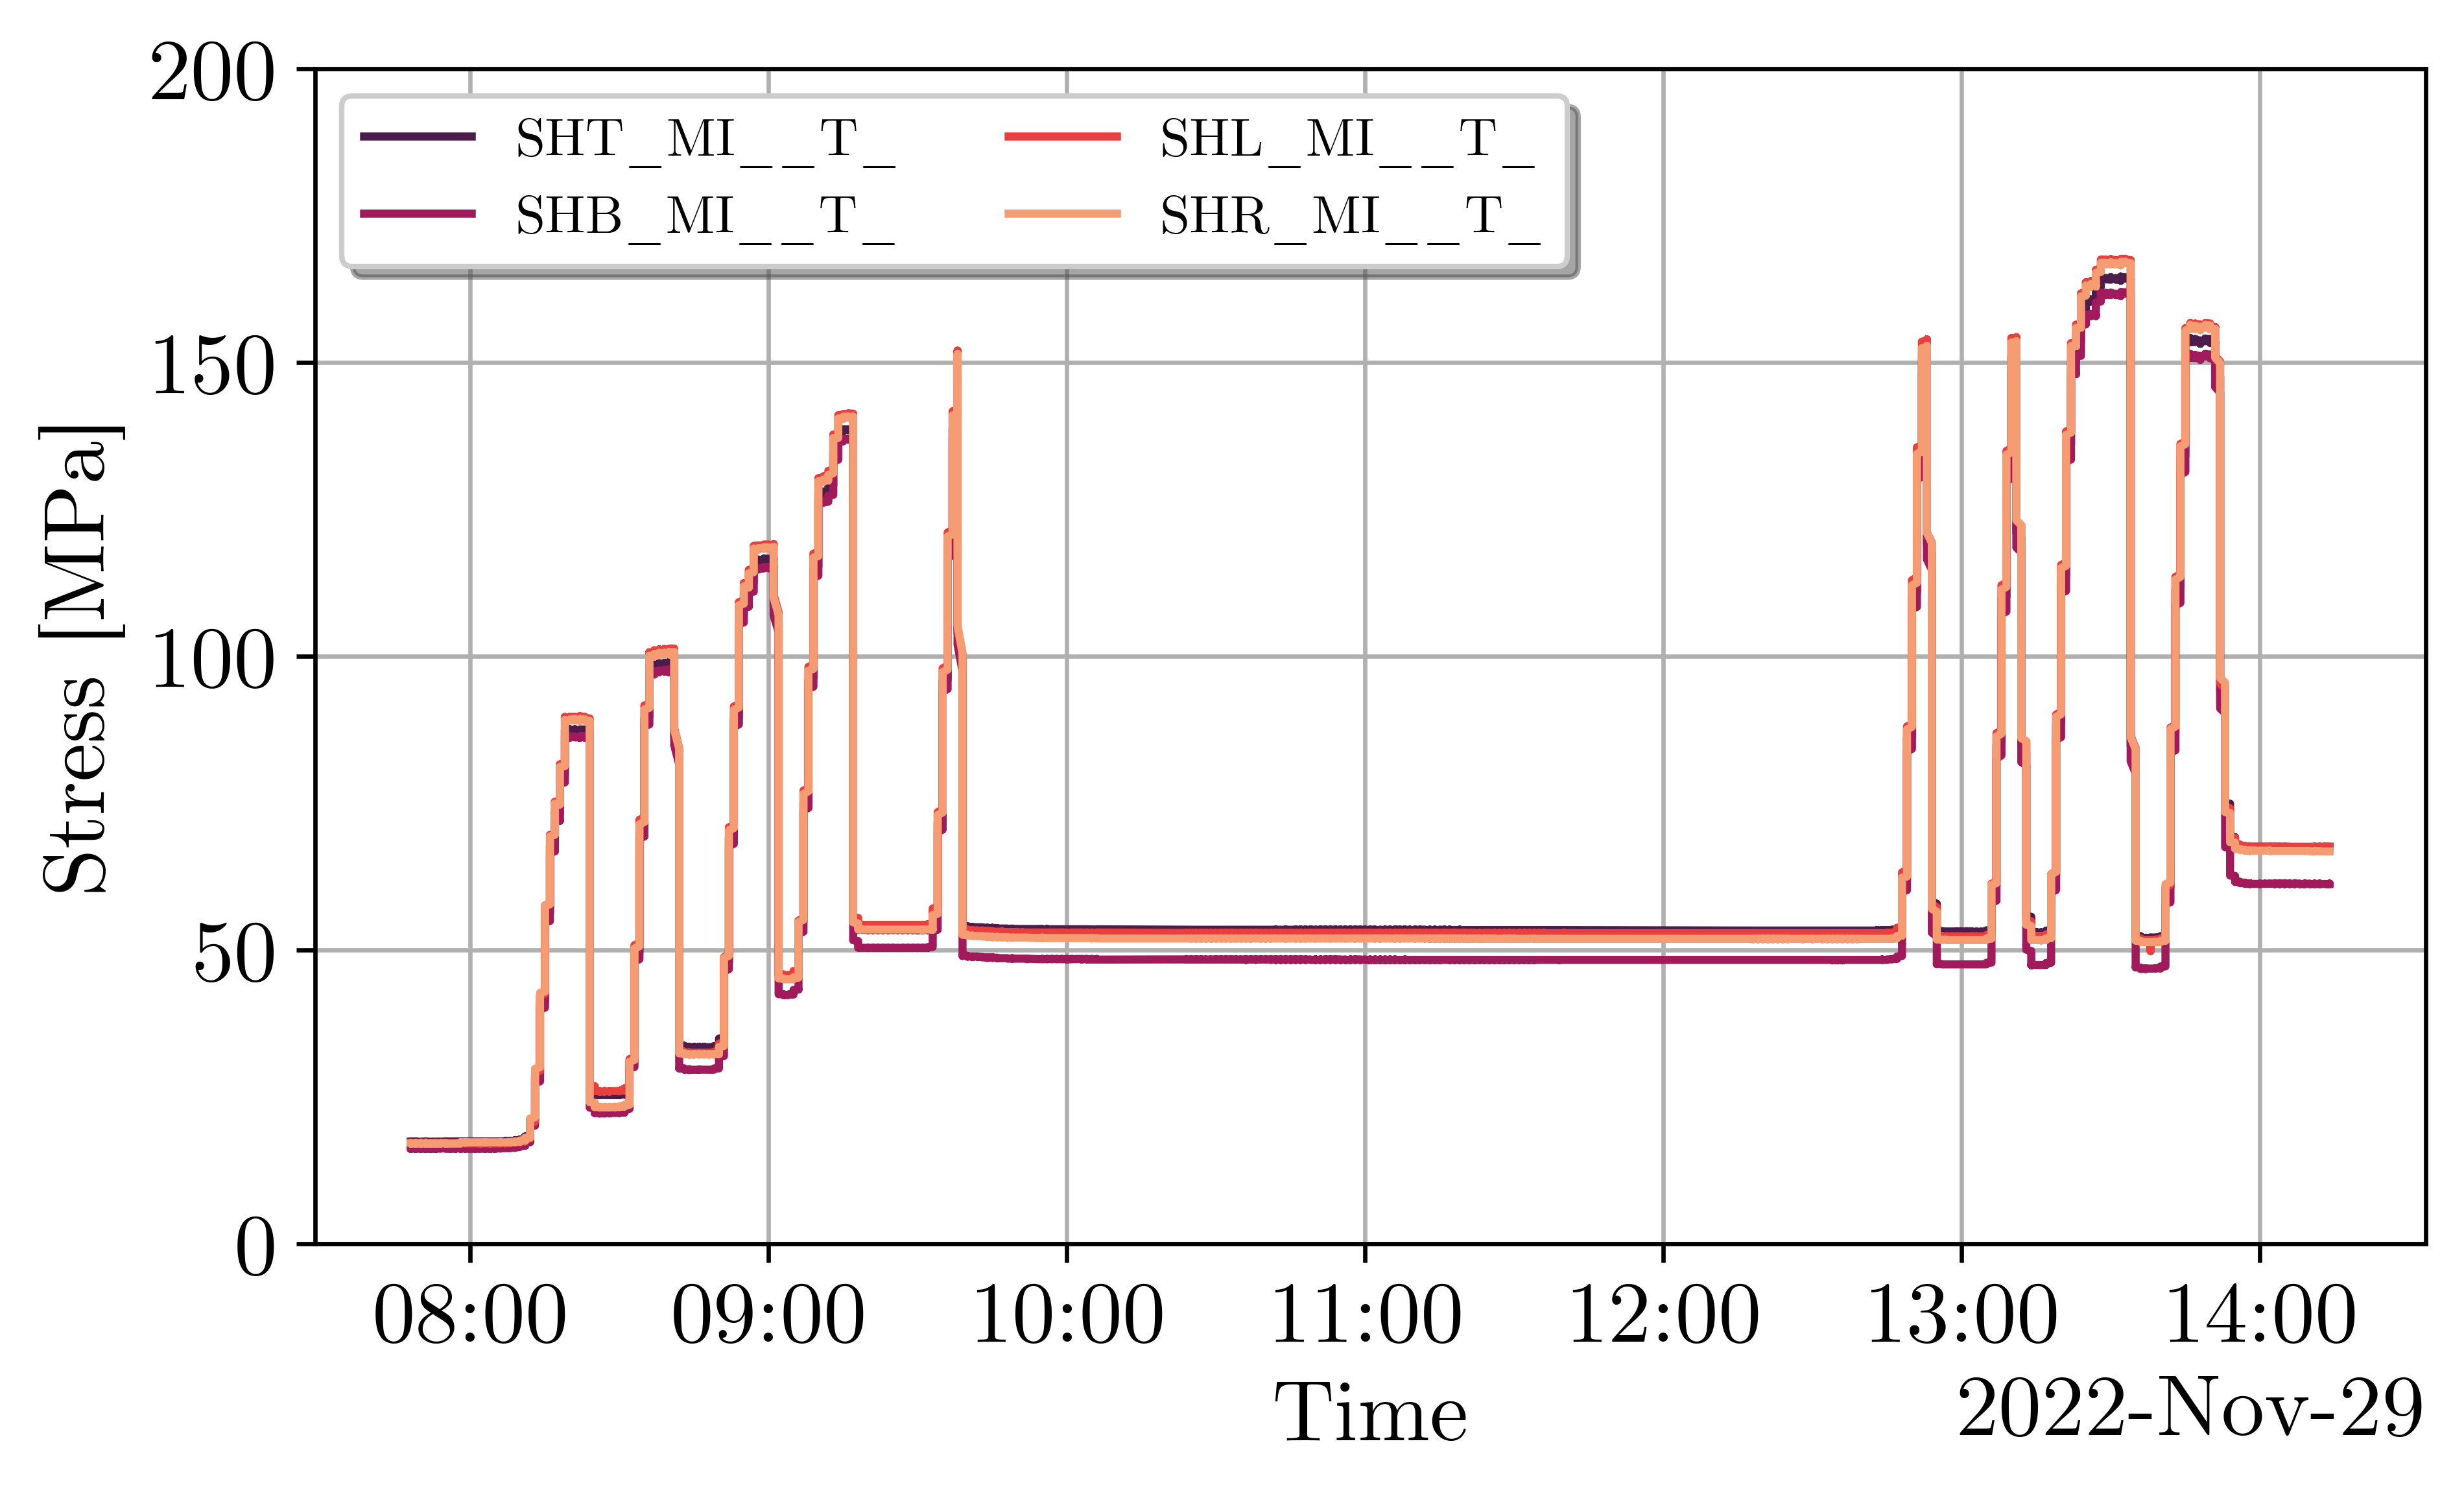 200
150
100
50
0
Stress [MPa]
SHT_MI__T_
SHB_MI__T_
SHL_MI__T_
SHR_MI__T_
08:00 09:00 10:00 11:00 12:00 13:00 14:00
Time
2022-Nov-29